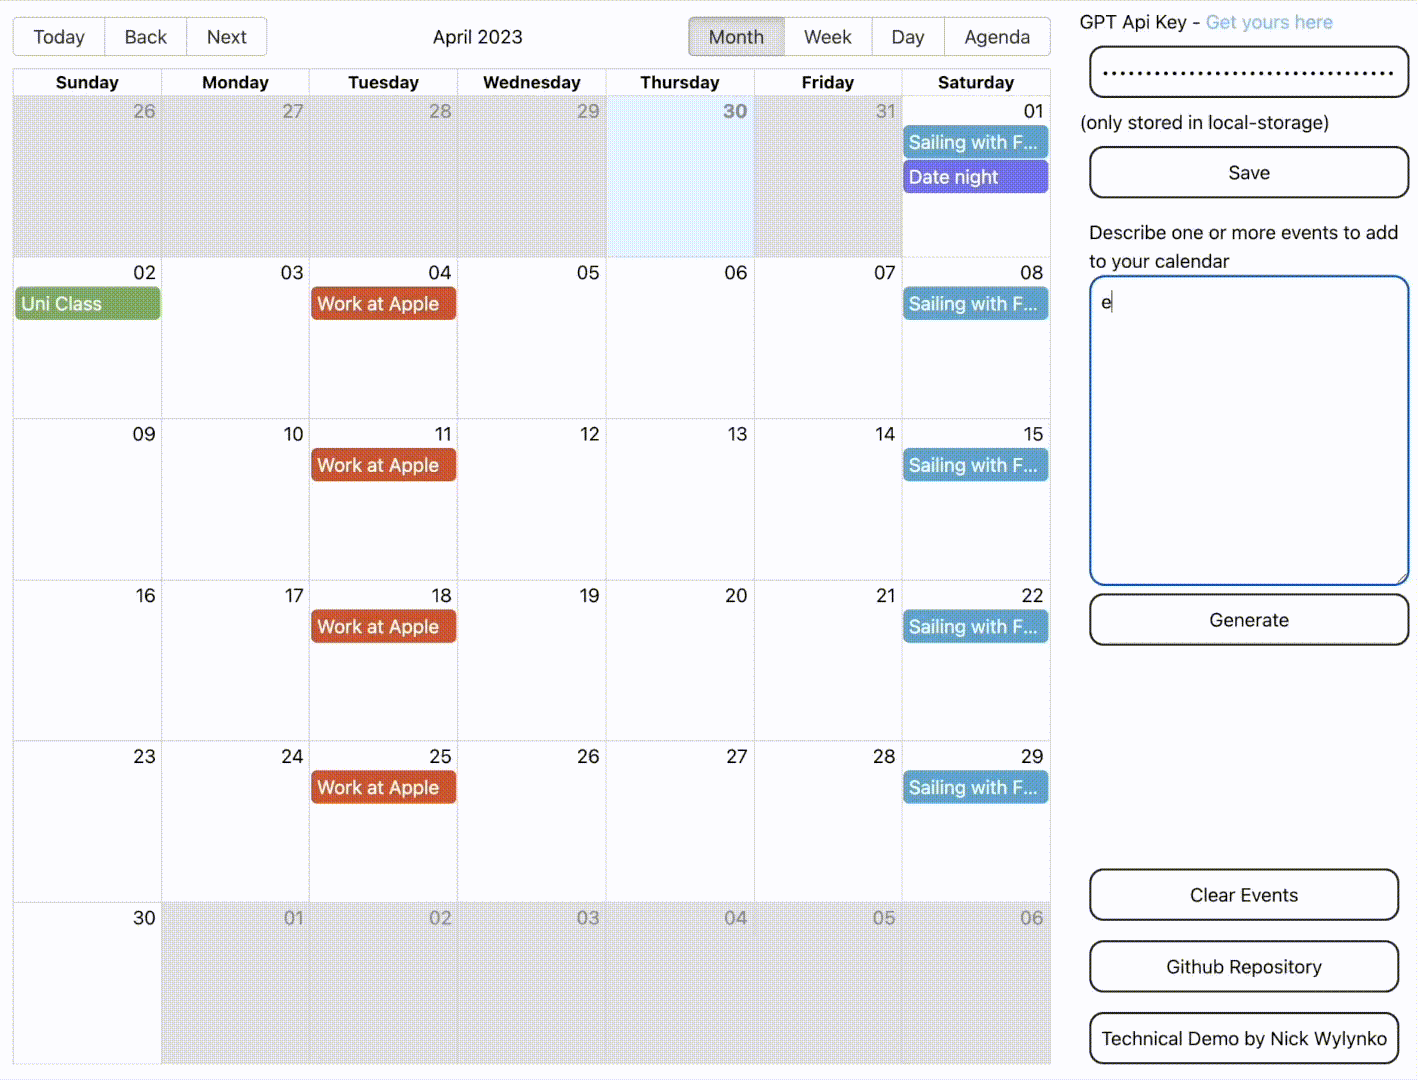 Today Back Next April 2023 Month Week Day Agenda
Sunday Monday Tuesday Wednesday Thursday Friday Saturday
26 27 28 29 30 31 01
Sailing with F...
Date night
02 03 04 05 06 07 08
Uni Class Work at Apple Sailing with F...
09 10 11 12 13 14 15
Work at Apple Sailing with F...
16 17 18 19 20 21 22
Work at Apple Sailing with F...
23 24 25 26 27 28 29
Work at Apple Sailing with F...
30 01 02 03 04 05 06
GPT Api Key - Get yours here
(only stored in local-storage)
Save
Describe one or more events to add
to your calendar
e
Generate
Clear Events
Github Repository
Technical Demo by Nick Wylynko